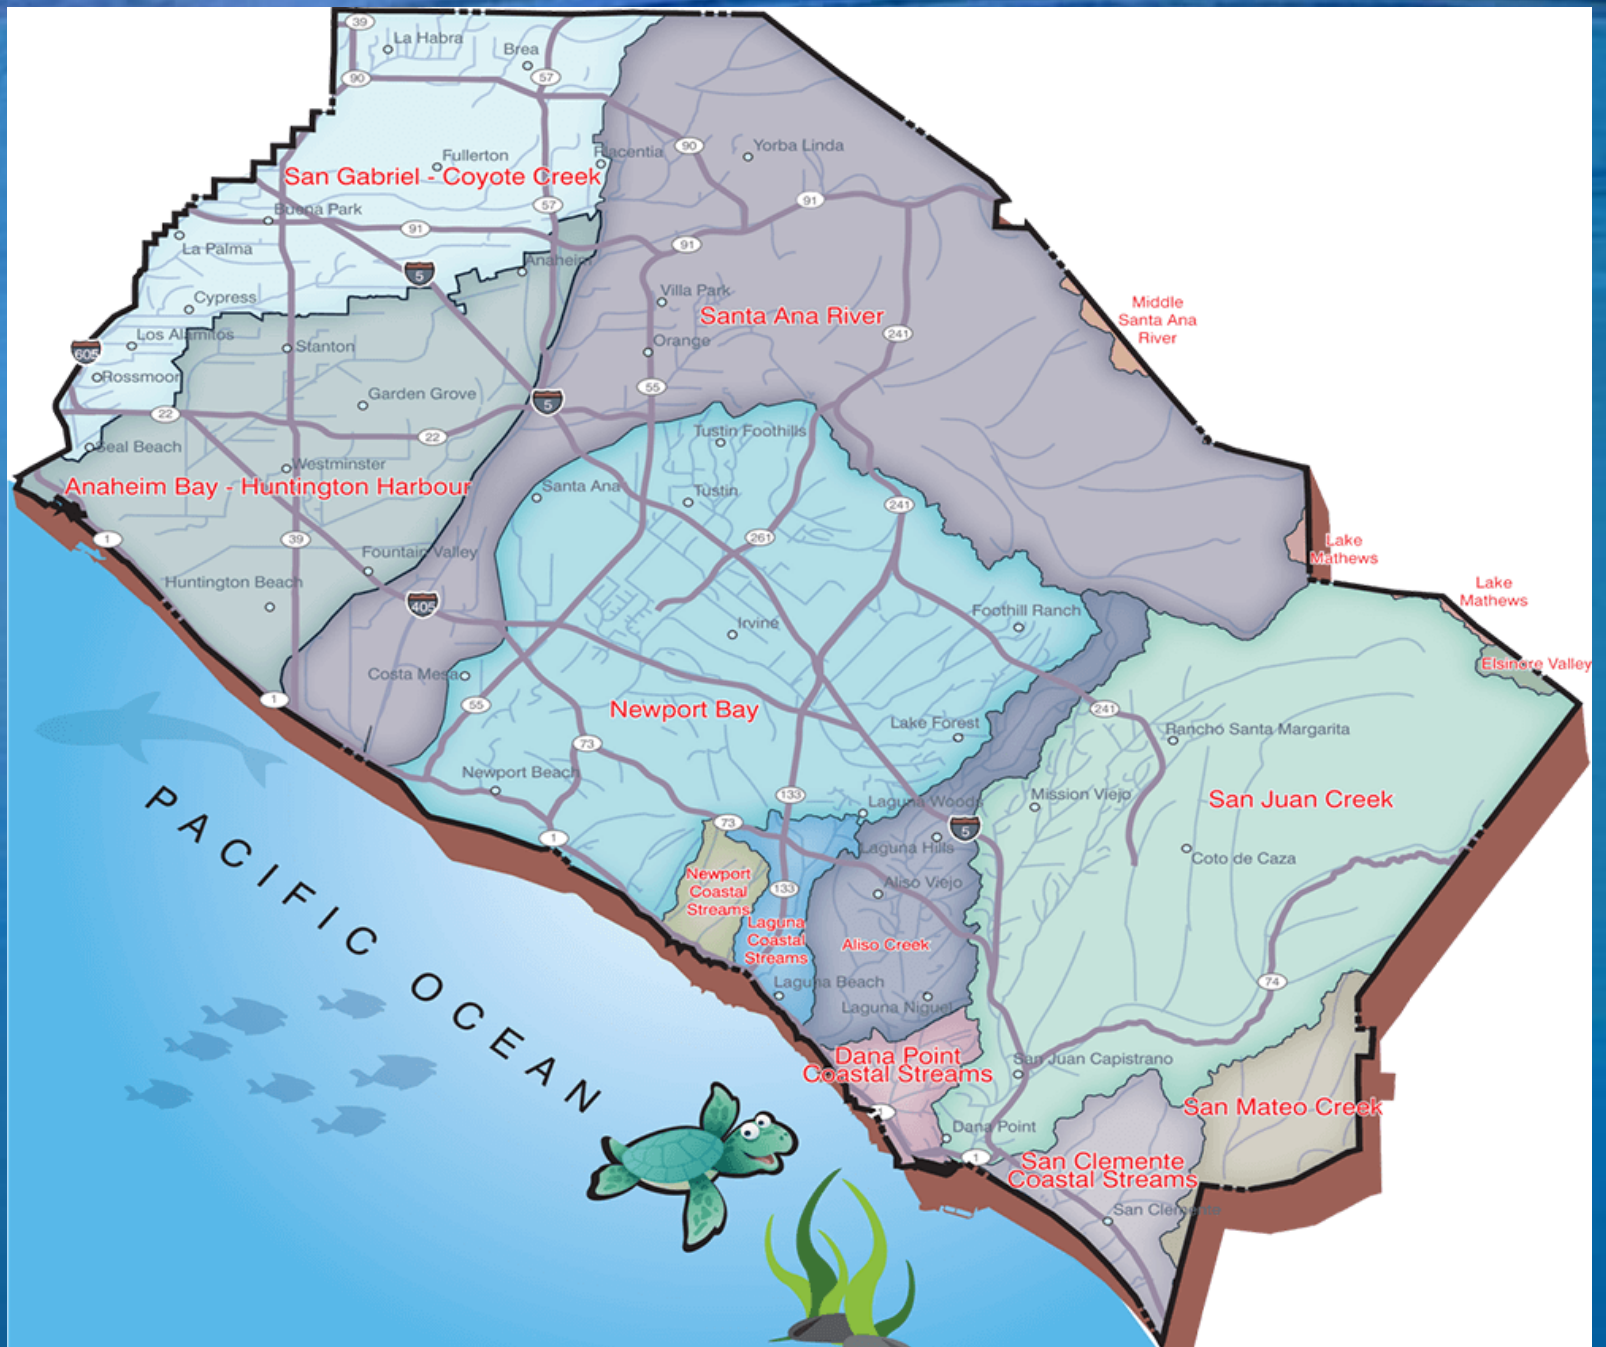 39
La Habra
Brea
90
57
Fullerton
Placentia
90
Yorba Linda
San Gabriel - Coyote Creek
57
91
Buena Park
91
91
La Palma
Anaheim
5
Cypress
Villa Park
Santa Ana River
Middle
Santa Ana
River
Los Alamitos
Stanton
Orange
241
605
Rossmoor
Garden Grove
55
5
22
22
Seal Beach
Tustin Foothills
Westminster
Anaheim Bay - Huntington Harbour
Santa Ana
Tustin
241
1
39
261
Lake
Mathews
Fountain Valley
Huntington Beach
405
Irvine
Foothill Ranch
Lake
Mathews
Elsinore Valley
Costa Mesa
1
55
Newport Bay
241
Lake Forest
Rancho Santa Margarita
73
Newport Beach
133
Laguna Woods
Mission Viejo
San Juan Creek
PACIFIC OCEAN
1
73
5
Laguna Hills
Coto de Caza
Newport
Coastal
Streams
133
Aliso Viejo
Laguna
Coastal
Streams
Aliso Creek
Laguna Beach
Laguna Niguel
74
Dana Point
Coastal Streams
San Juan Capistrano
1
San Mateo Creek
Dana Point
1
San Clemente
Coastal Streams
San Clemente